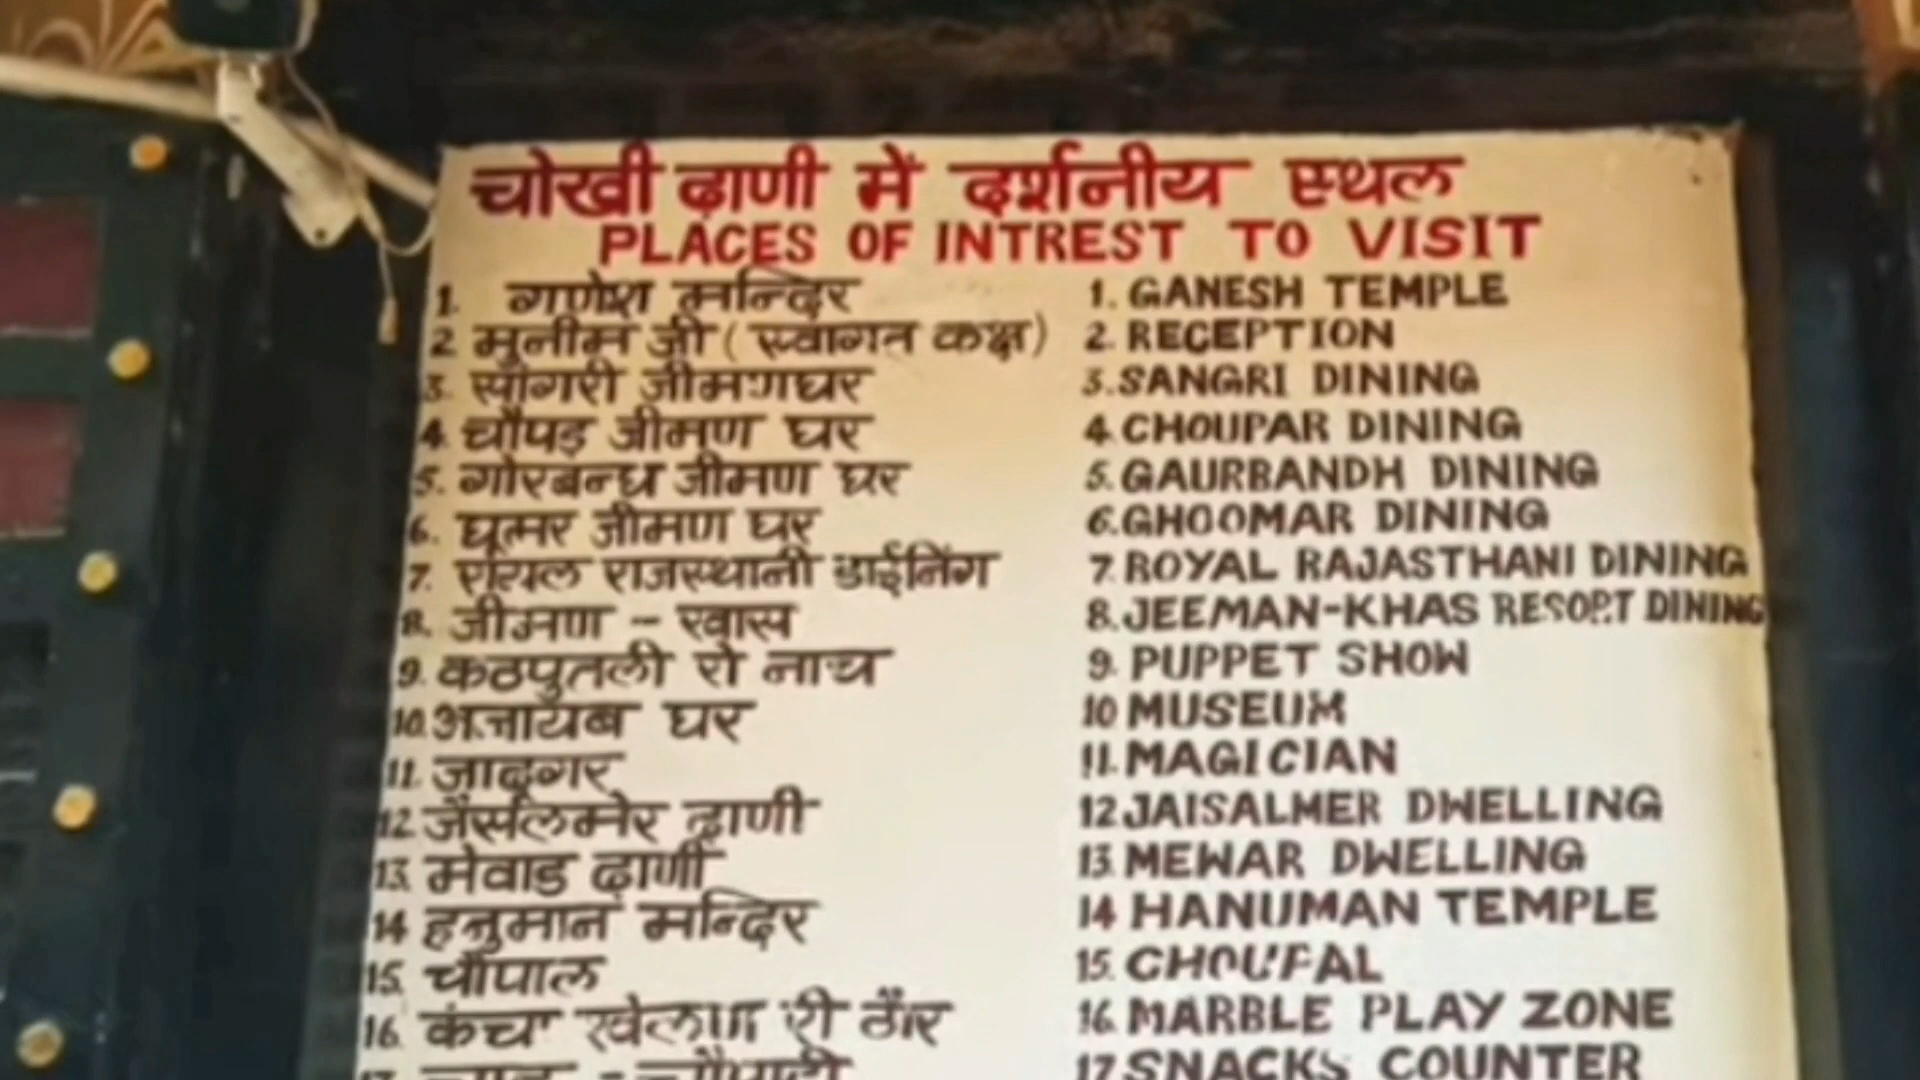 चोखी ढ़ाणी में दर्शनीय स्थल
PLACES OF INTREST TO VISIT
1. गणेश मन्दिर
1. GANESH TEMPLE
2. मुनीम जी (स्वागत कक्ष)
2. RECEPTION
3. सांगरी जीमणघर
3. SANGRI DINING
4. चौपड़ जीमण घर
4. CHOUPAR DINING
5. गोरबन्ध जीमण घर
5. GAURBANDH DINING
6. घूमर जीमण घर
6. GHOOMAR DINING
7. रायल राजस्थानी डाईनिंग
7. ROYAL RAJASTHANI DINING
8. जीमण - खास
8. JEEMAN-KHAS RESORT DINING
9. कठपुतली रो नाच
9. PUPPET SHOW
10. अजायब घर
10 MUSEUM
11. जादूगर
11. MAGICIAN
12. जैसलमेर ढ़ाणी
12 JAISALMER DWELLING
13. मेवाड ढ़ाणी
13. MEWAR DWELLING
14 हनुमान मन्दिर
14 HANUMAN TEMPLE
15. चौपाल
15. CHOUPAL
16. कंचा खेलण री ठौर
16. MARBLE PLAY ZONE
17. SNACKS COUNTER